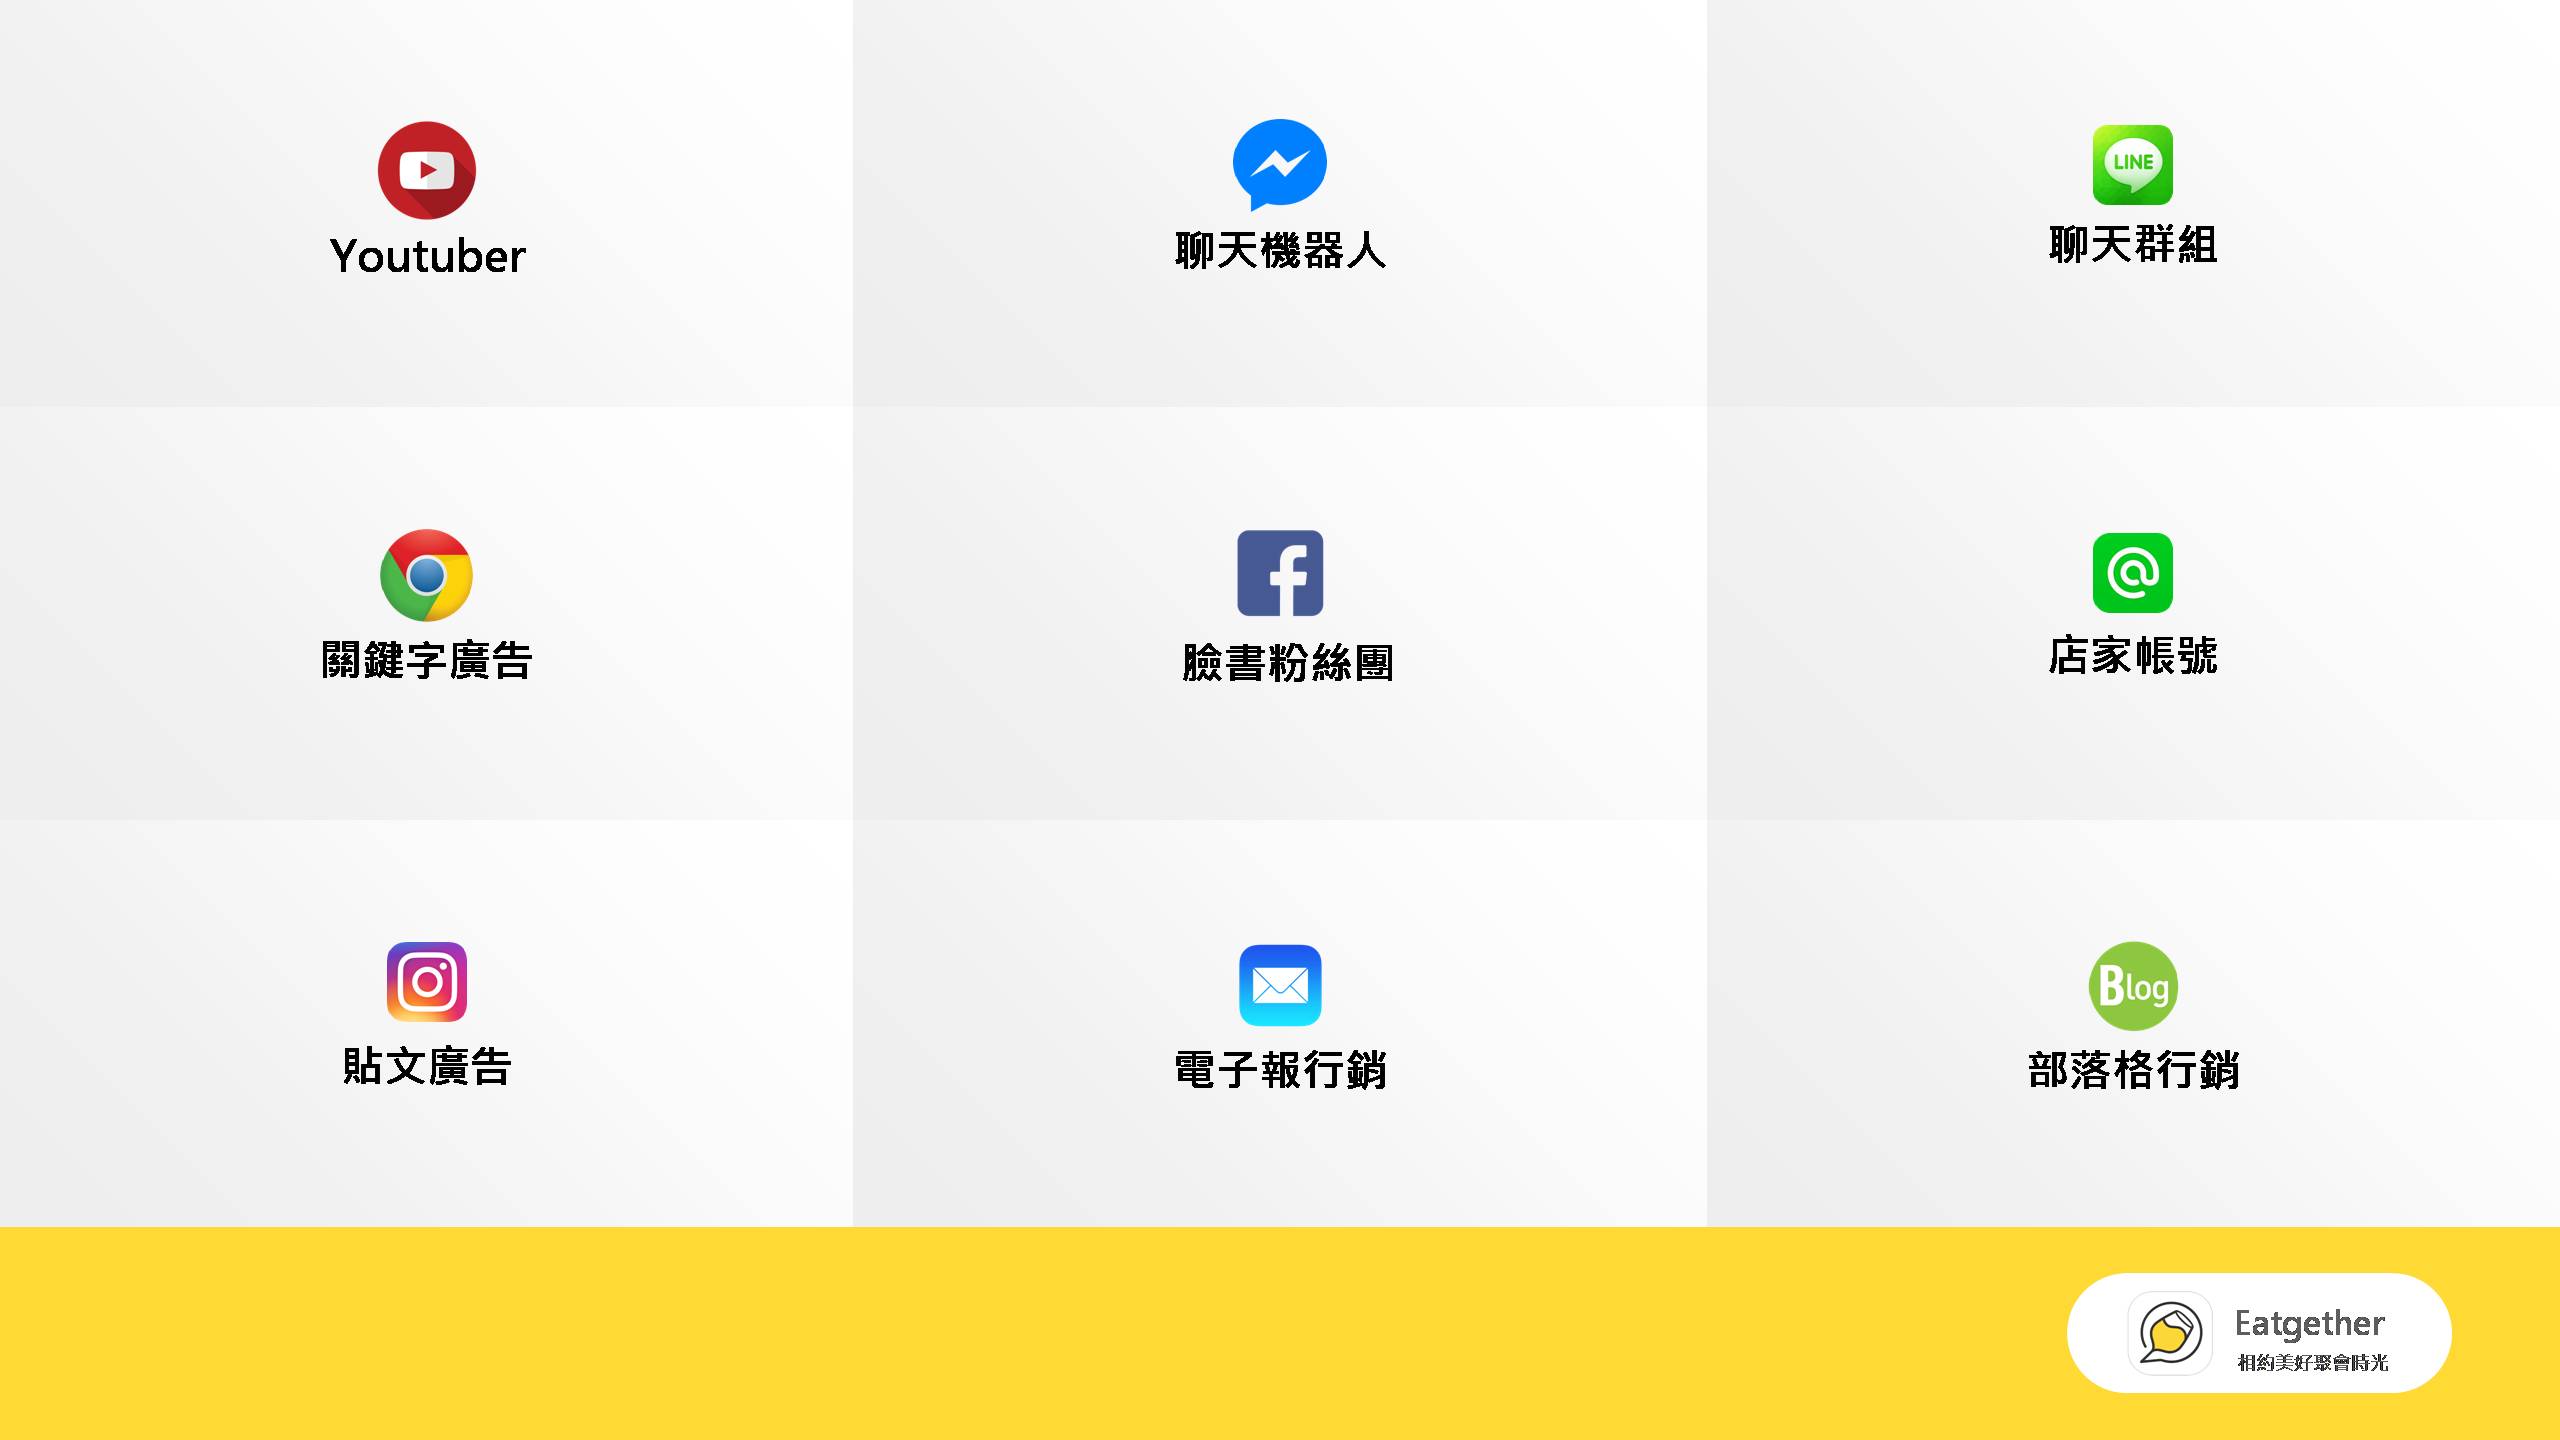 Youtuber
聊天機器人
LINE
聊天群組
關鍵字廣告
臉書粉絲團
店家帳號
貼文廣告
電子報行銷
Blog
部落格行銷
Eatgether
相約美好聚會時光